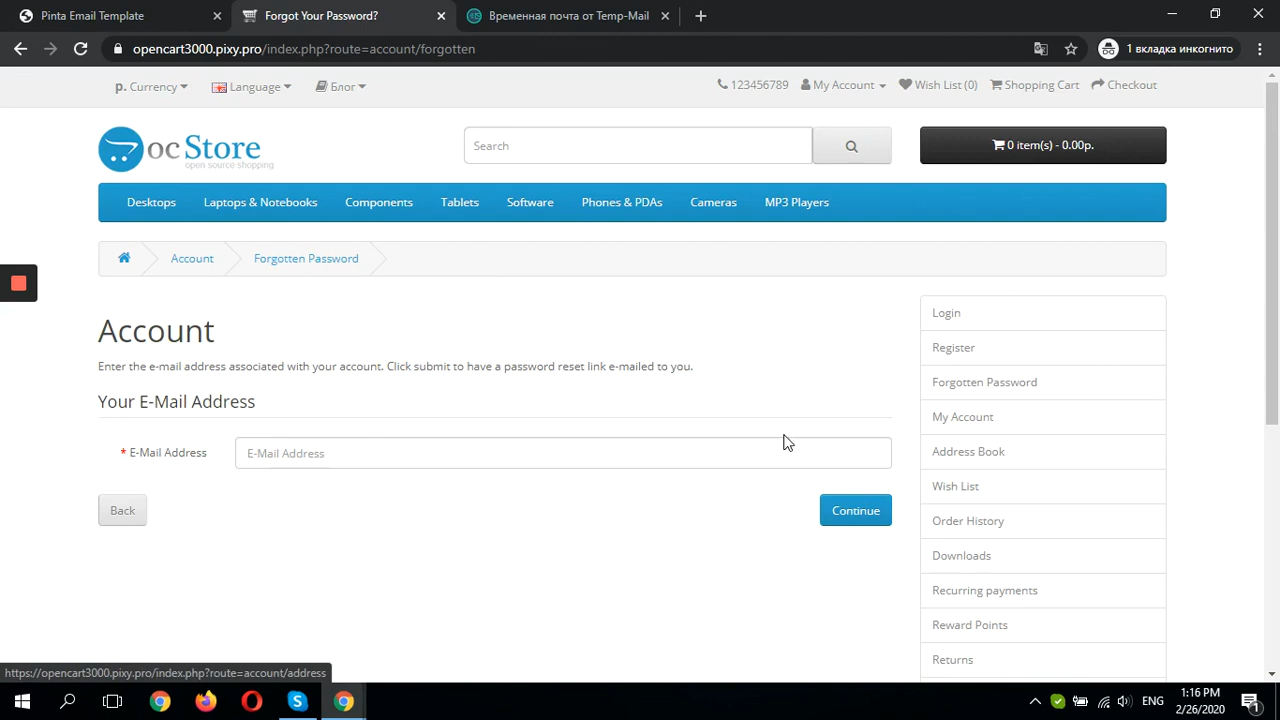 Pinta Email Template
Forgot Your Password?
Временная почта от Temp-Mail
opencart3000.pixy.pro/index.php?route=account/forgotten
1 вкладка инкогнито
р. Currency
Language
Блог
123456789
My Account
Wish List (0)
Shopping Cart
Checkout
oc Store
open source shopping
Search
0 item(s) - 0.00р.
Desktops
Laptops & Notebooks
Components
Tablets
Software
Phones & PDAs
Cameras
MP3 Players
Account
Forgotten Password
Account
Enter the e-mail address associated with your account. Click submit to have a password reset link e-mailed to you.
Your E-Mail Address
* E-Mail Address
E-Mail Address
Back
Continue
Login
Register
Forgotten Password
My Account
Address Book
Wish List
Order History
Downloads
Recurring payments
Reward Points
Returns
https://opencart3000.pixy.pro/index.php?route=account/address
ENG
1:16 PM
2/26/2020
1